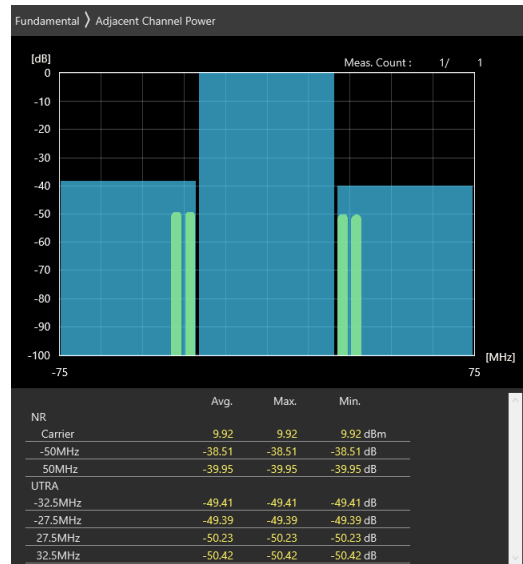 Fundamental 〉 Adjacent Channel Power
[dB]
Meas. Count : 1/ 1
0
-10
-20
-30
-40
-50
-60
-70
-80
-90
-100
[MHz]
-75 75
Avg. Max. Min.
NR
Carrier 9.92 9.92 9.92 dBm
-50MHz -38.51 -38.51 -38.51 dB
50MHz -39.95 -39.95 -39.95 dB
UTRA
-32.5MHz -49.41 -49.41 -49.41 dB
-27.5MHz -49.39 -49.39 -49.39 dB
27.5MHz -50.23 -50.23 -50.23 dB
32.5MHz -50.42 -50.42 -50.42 dB